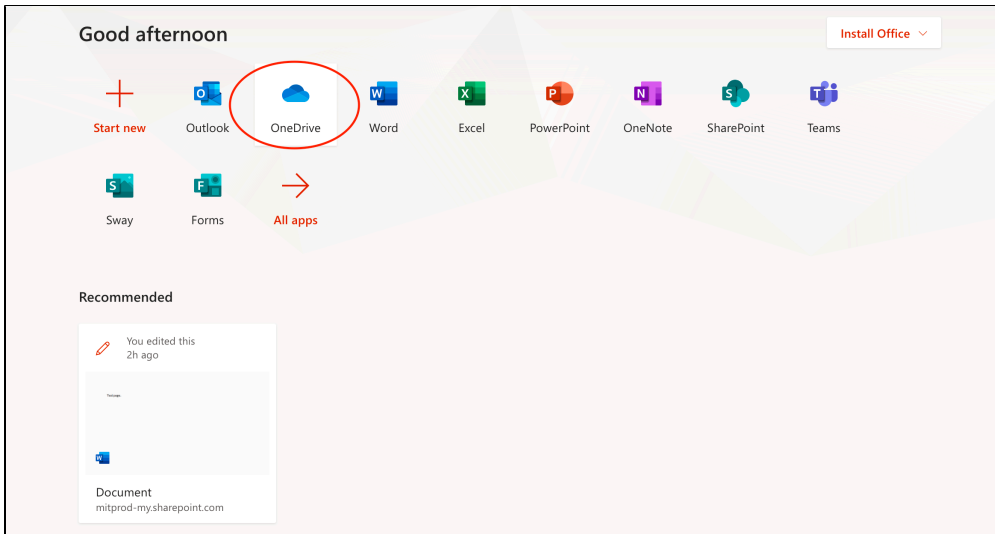 Good afternoon
Install Office
Start new
Outlook
OneDrive
Word
Excel
PowerPoint
OneNote
SharePoint
Teams
Sway
Forms
All apps
Recommended
You edited this
2h ago
Document
mitprod-my.sharepoint.com